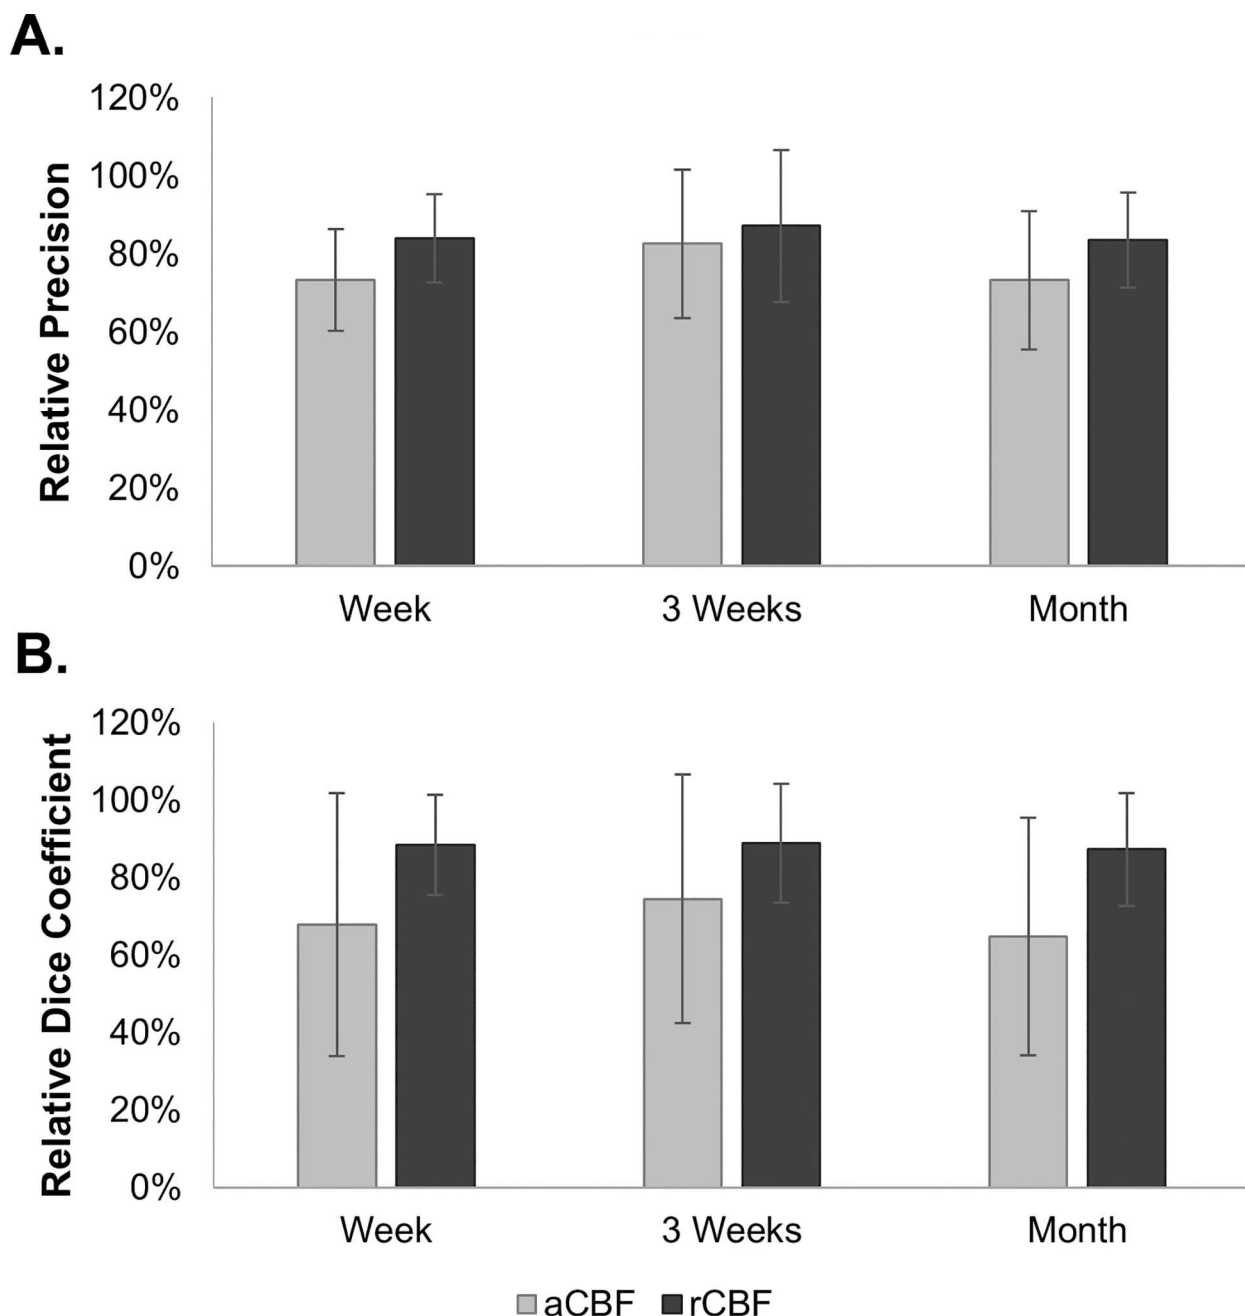 A.
Relative Precision
120%
100%
80%
60%
40%
20%
0%
Week 3 Weeks Month
B.
Relative Dice Coefficient
120%
100%
80%
60%
40%
20%
0%
Week 3 Weeks Month
aCBF rCBF